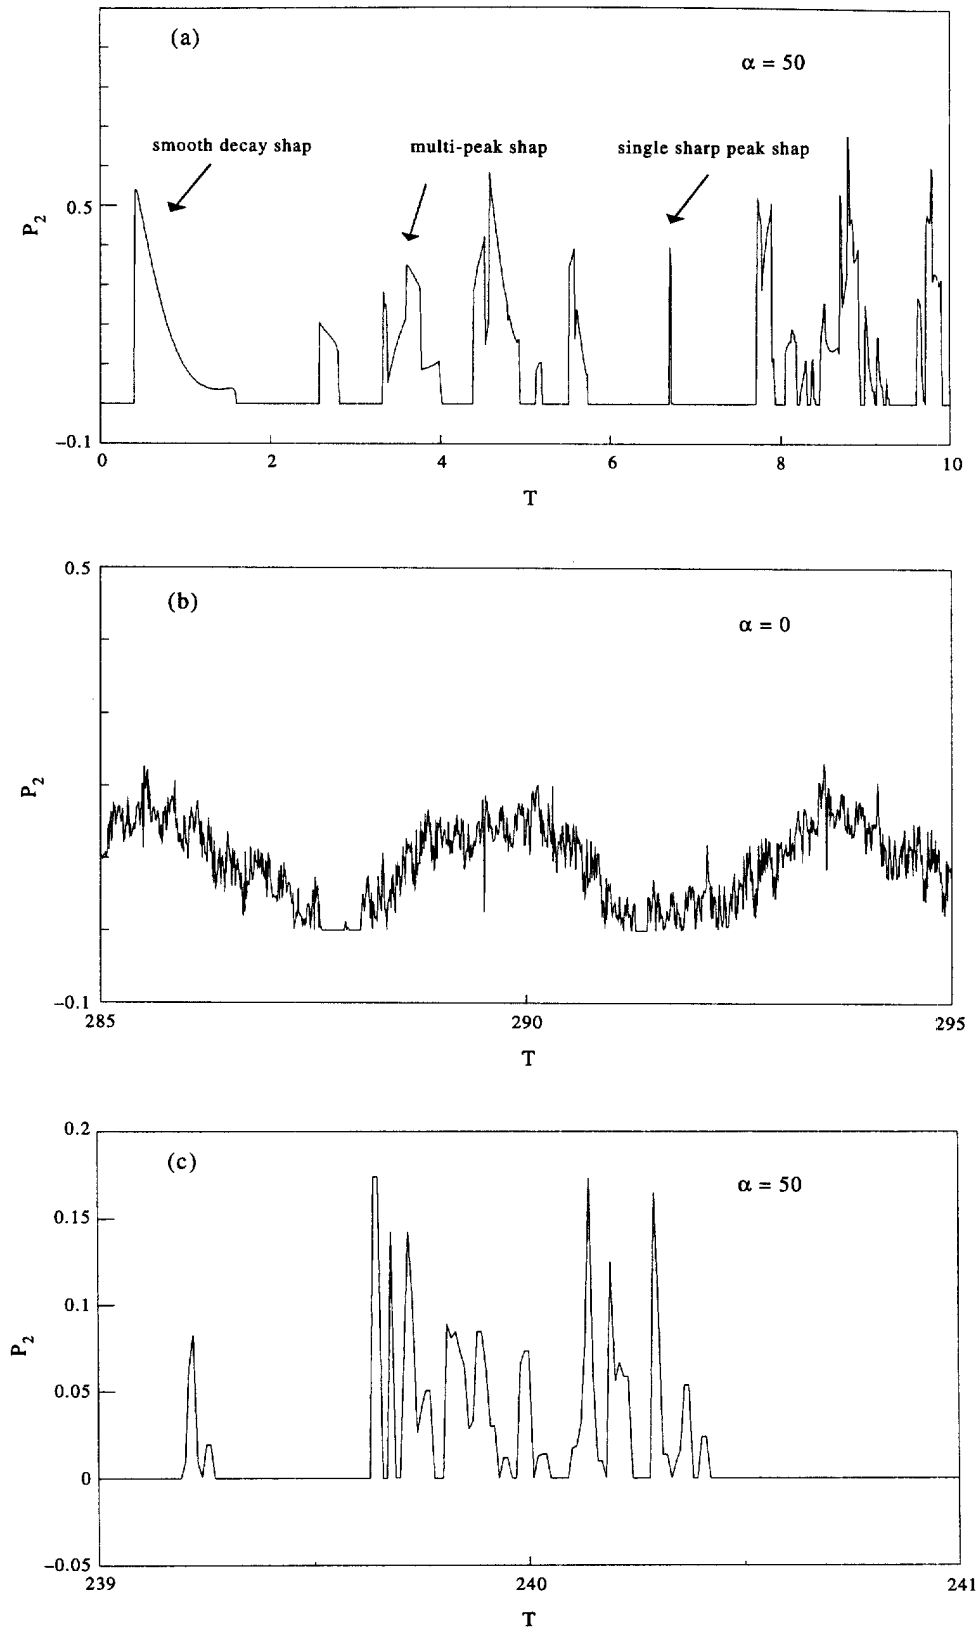 (a)
α = 50
smooth decay shap
multi-peak shap
single sharp peak shap
0.5
P2
−0.1
0 2 4 6 8 10
T
0.5
(b)
α = 0
P2
−0.1
285 290 295
T
0.2
(c)
α = 50
0.15
0.1
P2
0.05
0
−0.05
239 240 241
T